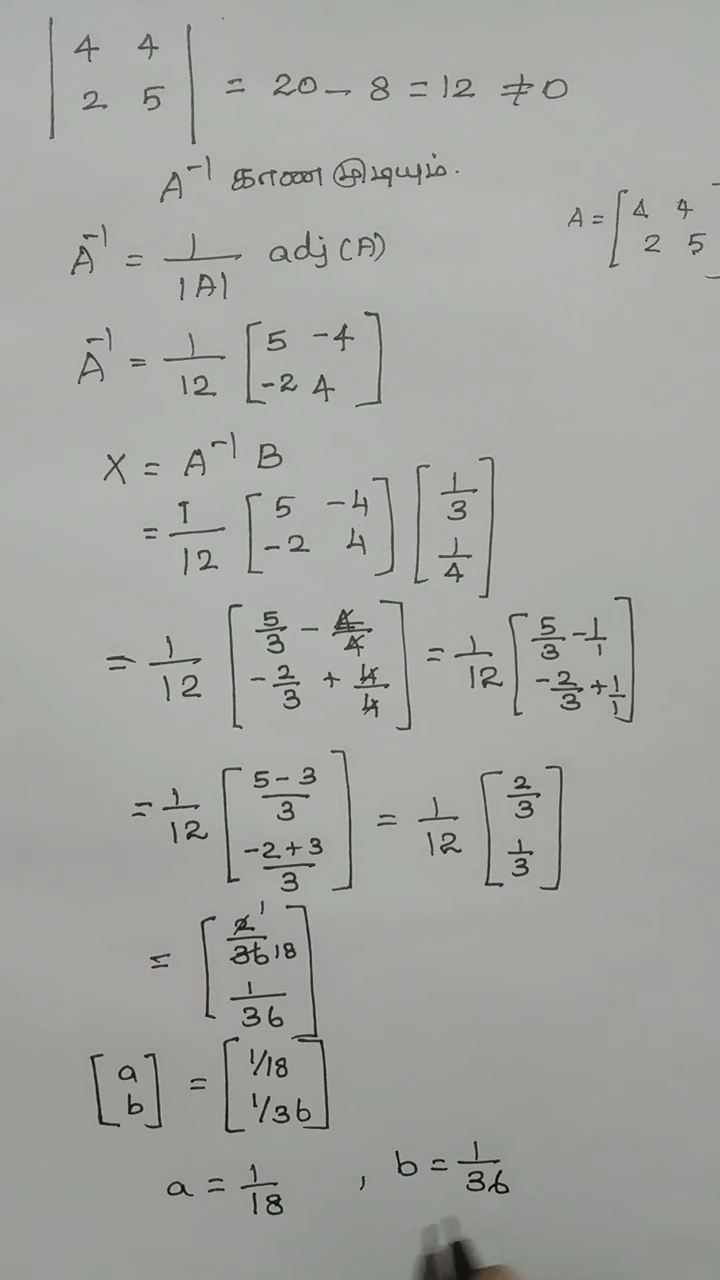 | 4 4 |
| 2 5 | = 20 - 8 = 12 ≠ 0
A⁻¹ காண முடியும்.
A = [ 4 4
2 5 ]
A⁻¹ = 1/|A| adj (A)
A⁻¹ = 1/12 [ 5 -4
-2 4 ]
X = A⁻¹ B
= 1/12 [ 5 -4
-2 4 ] [ 1/3
1/4 ]
= 1/12 [ 5/3 - 4/4
-2/3 + 4/4 ] = 1/12 [ 5/3 - 1/1
-2/3 + 1/1 ]
= 1/12 [ 5-3/3
-2+3/3 ] = 1/12 [ 2/3
1/3 ]
= [ 2/36 1 18
1/36 ]
[ a
b ] = [ 1/18
1/36 ]
a = 1/18 , b = 1/36